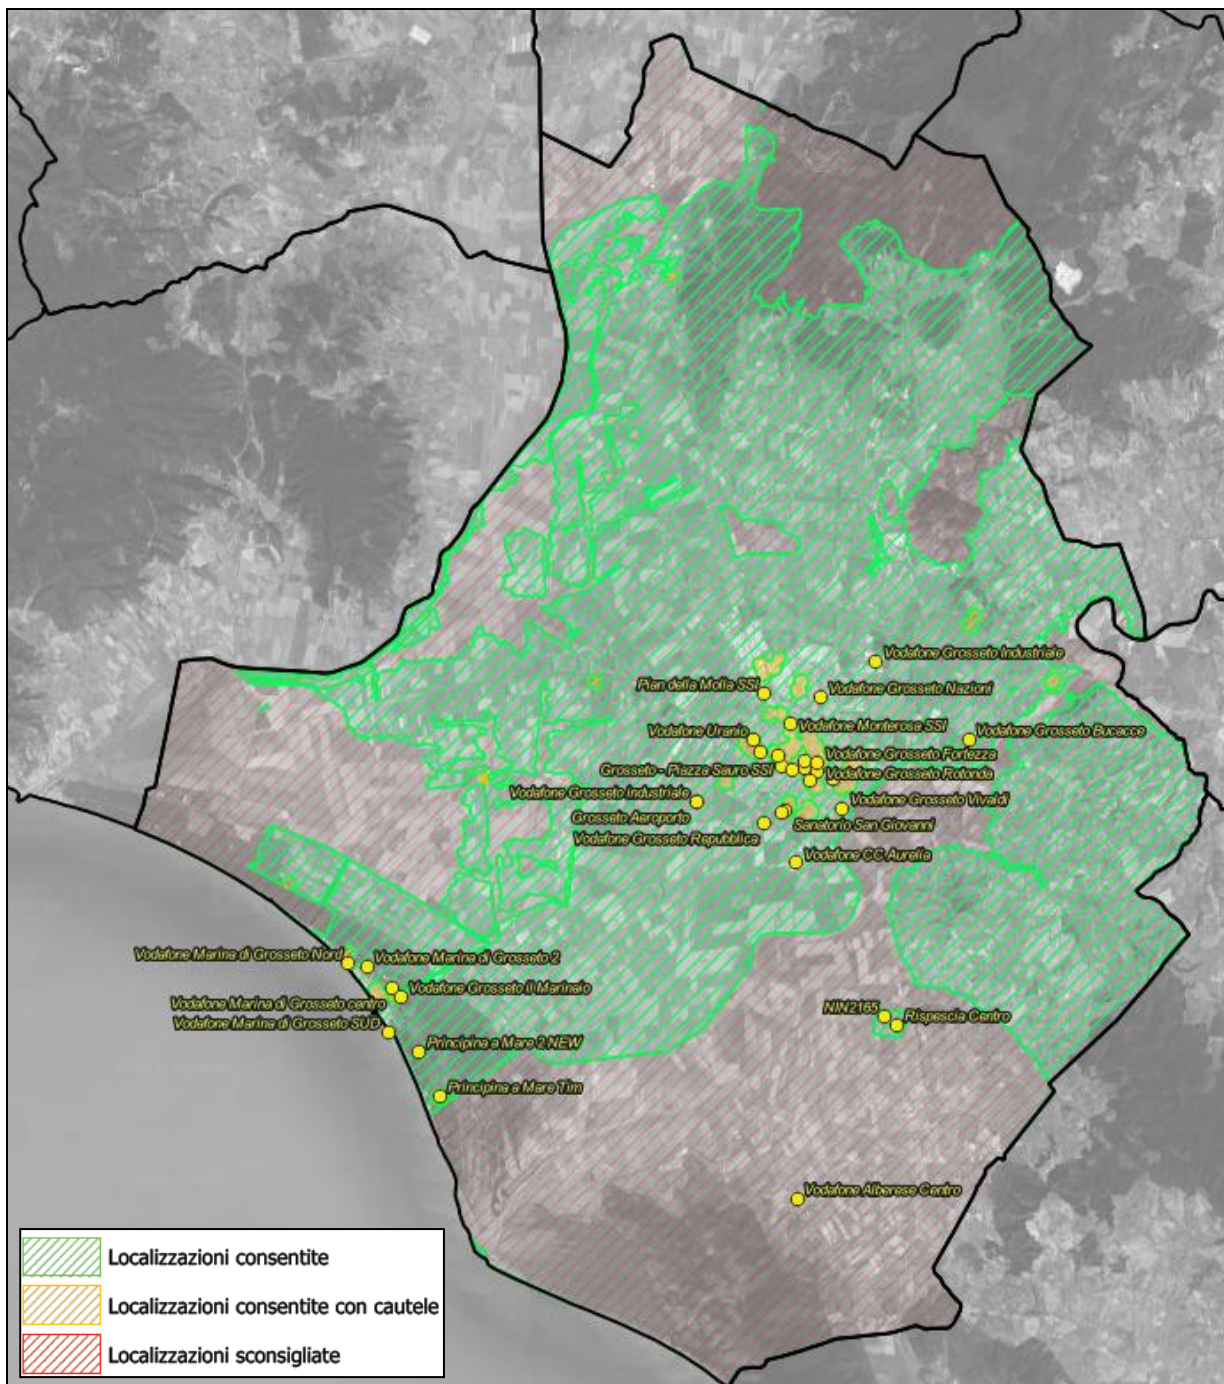 Vodafone Grosseto Industriale
Pian della Molla SSI
Vodafone Grosseto Nazioni
Vodafone Monterosa SSI
Vodafone Uranio
Vodafone Grosseto Bucacce
Vodafone Grosseto Fortezza
Grosseto - Piazza Sauro SSI
Vodafone Grosseto Rotonda
Vodafone Grosseto Industriale
Vodafone Grosseto Vivaldi
Grosseto Aeroporto
Sanatorio San Giovanni
Vodafone Grosseto Repubblica
Vodafone CC Aurelia
Vodafone Marina di Grosseto Nord
Vodafone Marina di Grosseto 2
Vodafone Grosseto Il Marinaio
Vodafone Marina di Grosseto centro
Vodafone Marina di Grosseto SUD
NIN2165
Rispescia Centro
Principina a Mare 2 NEW
Principina a Mare Tim
Vodafone Alberese Centro
Localizzazioni consentite
Localizzazioni consentite con cautele
Localizzazioni sconsigliate